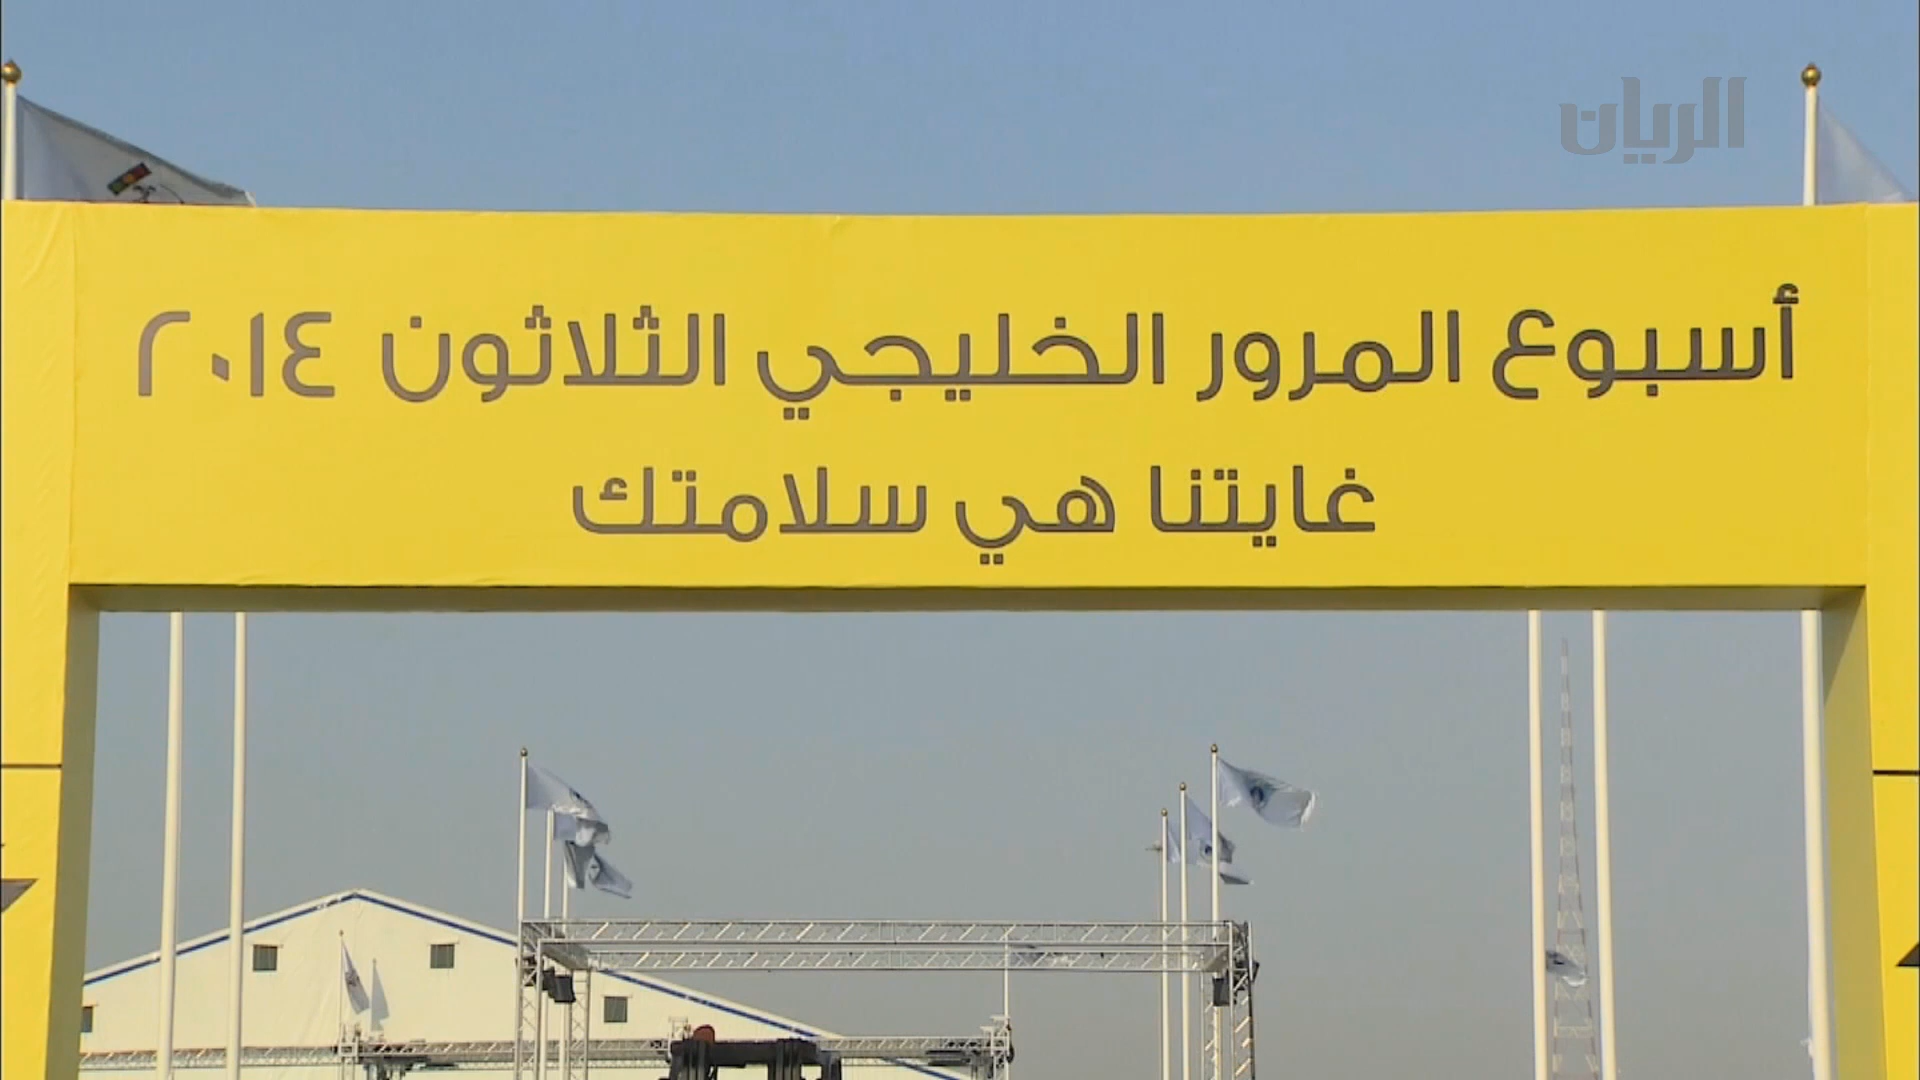 الريان
أسبوع المرور الخليجي الثلاثون ٢٠١٤
غايتنا هي سلامتك